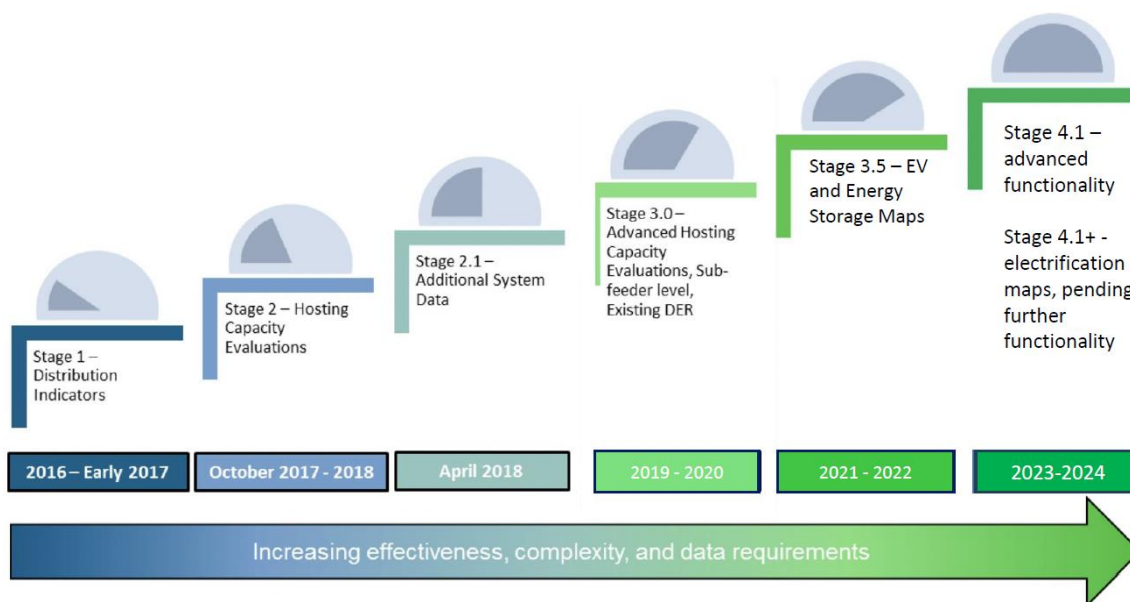 Stage 1 –
Distribution
Indicators
Stage 2 – Hosting
Capacity
Evaluations
Stage 2.1 –
Additional System
Data
Stage 3.0 –
Advanced Hosting
Capacity
Evaluations, Sub-
feeder level,
Existing DER
Stage 3.5 – EV
and Energy
Storage Maps
Stage 4.1 –
advanced
functionality
Stage 4.1+ -
electrification
maps, pending
further
functionality
2016 – Early 2017
October 2017 - 2018
April 2018
2019 - 2020
2021 - 2022
2023-2024
Increasing effectiveness, complexity, and data requirements